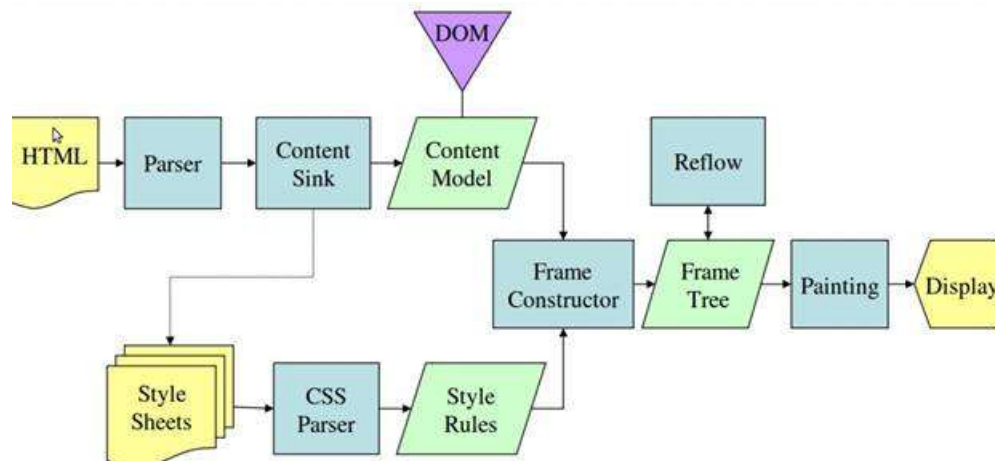 DOM
HTML
Parser
Content
Sink
Content
Model
Reflow
Frame
Constructor
Frame
Tree
Painting
Display
Style
Sheets
CSS
Parser
Style
Rules